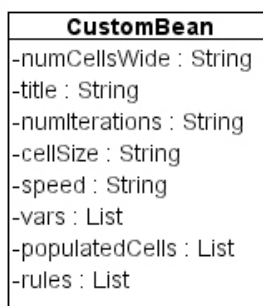 CustomBean
-numCellsWide : String
-title : String
-numIterations : String
-cellSize : String
-speed : String
-vars : List
-populatedCells : List
-rules : List